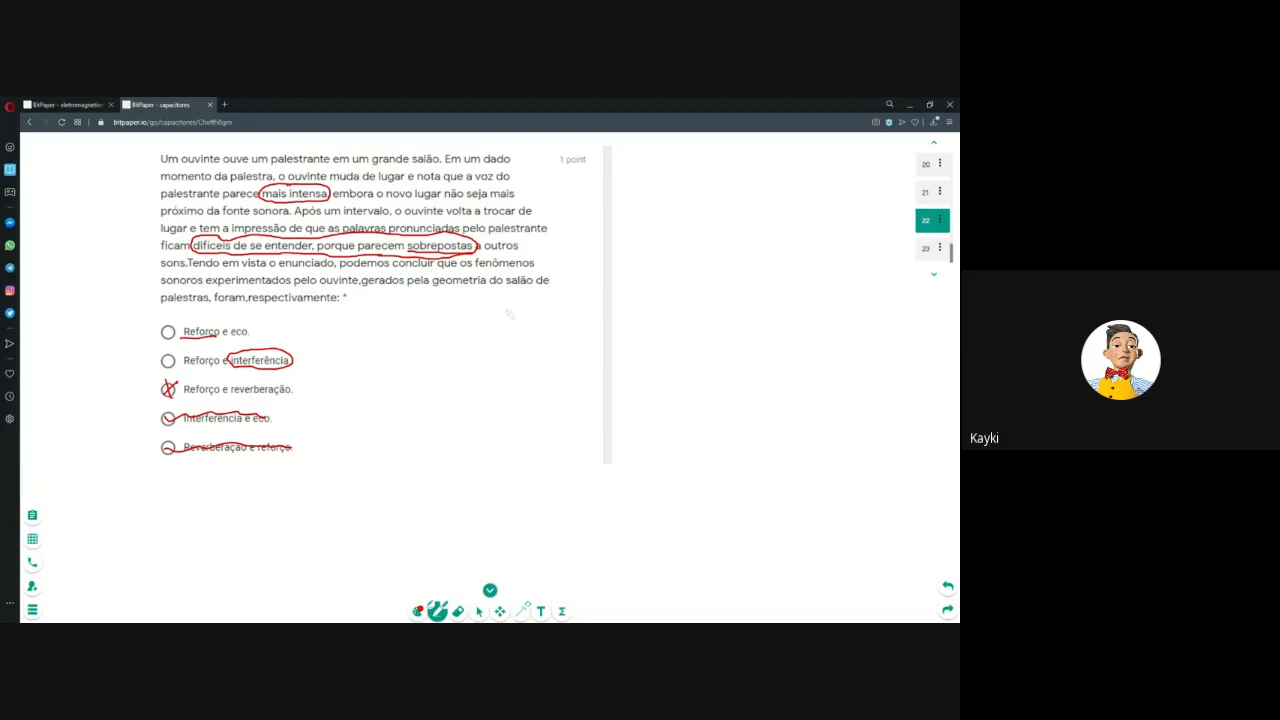 BitPaper - eletromagnetism
BitPaper - capacitores
bitpaper.io/go/capacitores/Chxffh8gm
Um ouvinte ouve um palestrante em um grande salão. Em um dado
1 point
momento da palestra, o ouvinte muda de lugar e nota que a voz do
palestrante parece mais intensa, embora o novo lugar não seja mais
próximo da fonte sonora. Após um intervalo, o ouvinte volta a trocar de
lugar e tem a impressão de que as palavras pronunciadas pelo palestrante
ficam difíceis de se entender, porque parecem sobrepostas a outros
sons.Tendo em vista o enunciado, podemos concluir que os fenômenos
sonoros experimentados pelo ouvinte,gerados pela geometria do salão de
palestras, foram,respectivamente: *
Reforço e eco.
Reforço e interferência.
Reforço e reverberação.
Interferência e eco.
Reverberação e reforço.
20
21
22
23
T
Σ
Kayki